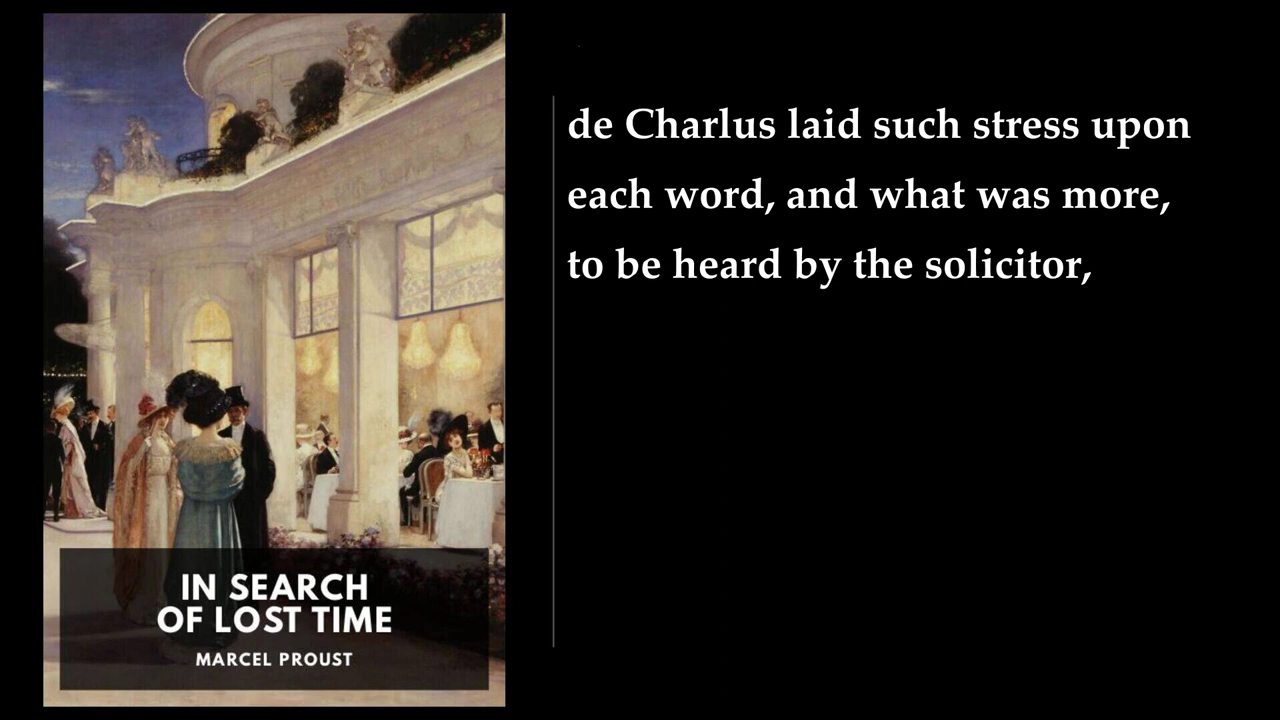 IN SEARCH
OF LOST TIME
MARCEL PROUST
de Charlus laid such stress upon
each word, and what was more,
to be heard by the solicitor,